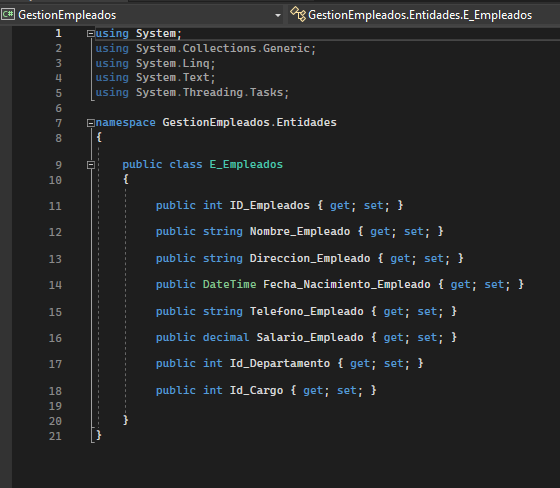 C# GestionEmpleados
GestionEmpleados.Entidades.E_Empleados
1 using System;
2 using System.Collections.Generic;
3 using System.Linq;
4 using System.Text;
5 using System.Threading.Tasks;
6
7 namespace GestionEmpleados.Entidades
8 {
9 public class E_Empleados
10 {
11 public int ID_Empleados { get; set; }
12 public string Nombre_Empleado { get; set; }
13 public string Direccion_Empleado { get; set; }
14 public DateTime Fecha_Nacimiento_Empleado { get; set; }
15 public string Telefono_Empleado { get; set; }
16 public decimal Salario_Empleado { get; set; }
17 public int Id_Departamento { get; set; }
18 public int Id_Cargo { get; set; }
19
20 }
21 }